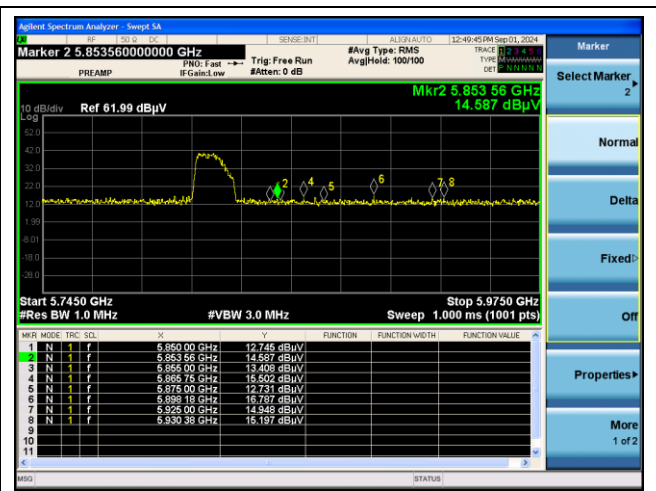 Agilent Spectrum Analyzer - Swept SA
RF 50 Ω DC SENSE:INT ALIGN AUTO 12:49:45 PM Sep 01, 2024
Marker 2 5.853560000000 GHz
#Avg Type: RMS
TRACE 1 2 3 4 5 6
PNO: Fast Trig: Free Run Avg|Hold: 100/100
TYPE
PREAMP IFGain:Low #Atten: 0 dB
DET P N N N N N
Mkr2 5.853 56 GHz
14.587 dBµV
10 dB/div Ref 61.99 dBµV
Log
52.0
42.0
32.0
22.0
12.0
1.99
-8.01
-18.0
-28.0
2 4 5 6 7 8
Start 5.7450 GHz Stop 5.9750 GHz
#Res BW 1.0 MHz #VBW 3.0 MHz Sweep 1.000 ms (1001 pts)
MKR MODE TRC SCL X Y FUNCTION FUNCTION WIDTH FUNCTION VALUE
1 N 1 f 5.850 00 GHz 12.745 dBµV
2 N 1 f 5.853 56 GHz 14.587 dBµV
3 N 1 f 5.855 00 GHz 13.408 dBµV
4 N 1 f 5.865 75 GHz 15.502 dBµV
5 N 1 f 5.875 00 GHz 12.731 dBµV
6 N 1 f 5.898 18 GHz 16.787 dBµV
7 N 1 f 5.925 00 GHz 14.948 dBµV
8 N 1 f 5.930 38 GHz 15.197 dBµV
9
10
11
MSG STATUS
Marker
Select Marker
2
Normal
Delta
Fixed
Off
Properties
More
1 of 2